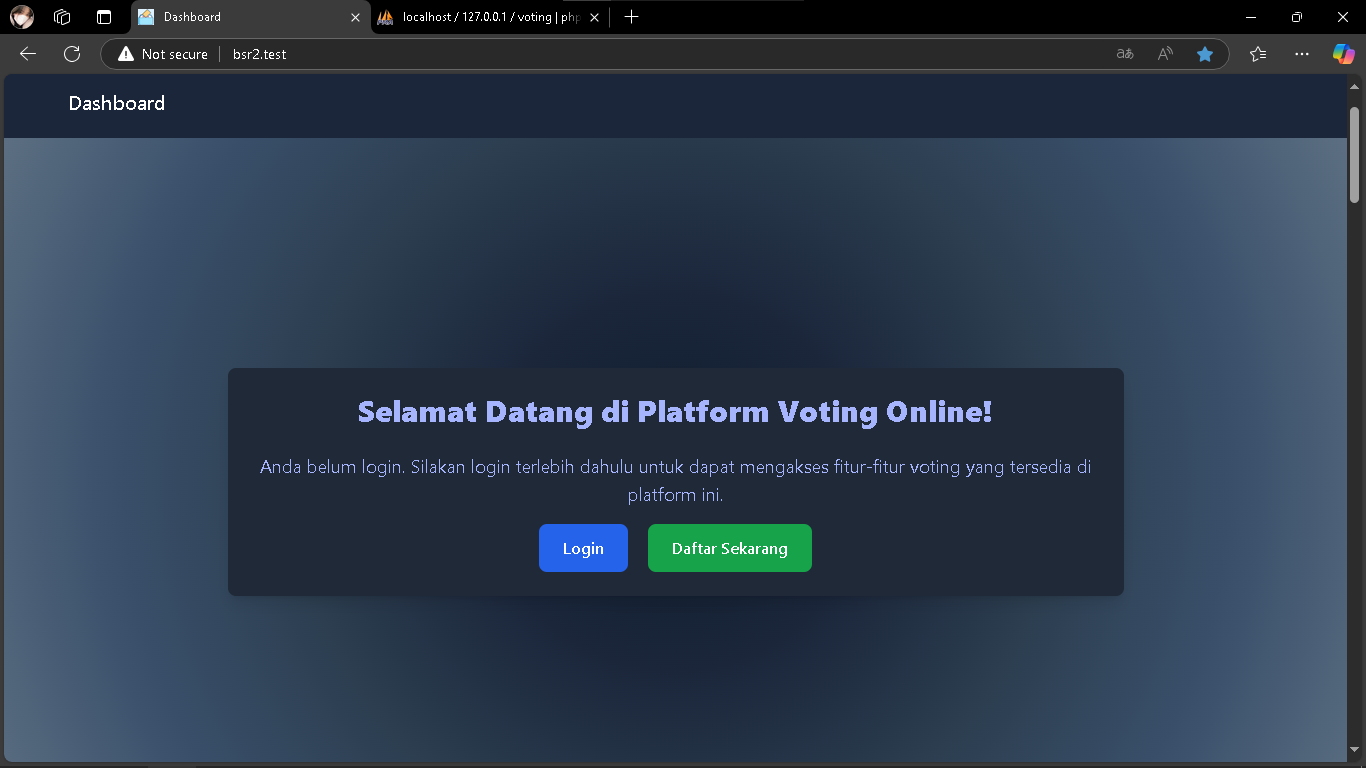 Dashboard
localhost / 127.0.0.1 / voting | php
Not secure
bsr2.test
Dashboard
Selamat Datang di Platform Voting Online!
Anda belum login. Silakan login terlebih dahulu untuk dapat mengakses fitur-fitur voting yang tersedia di
platform ini.
Login
Daftar Sekarang